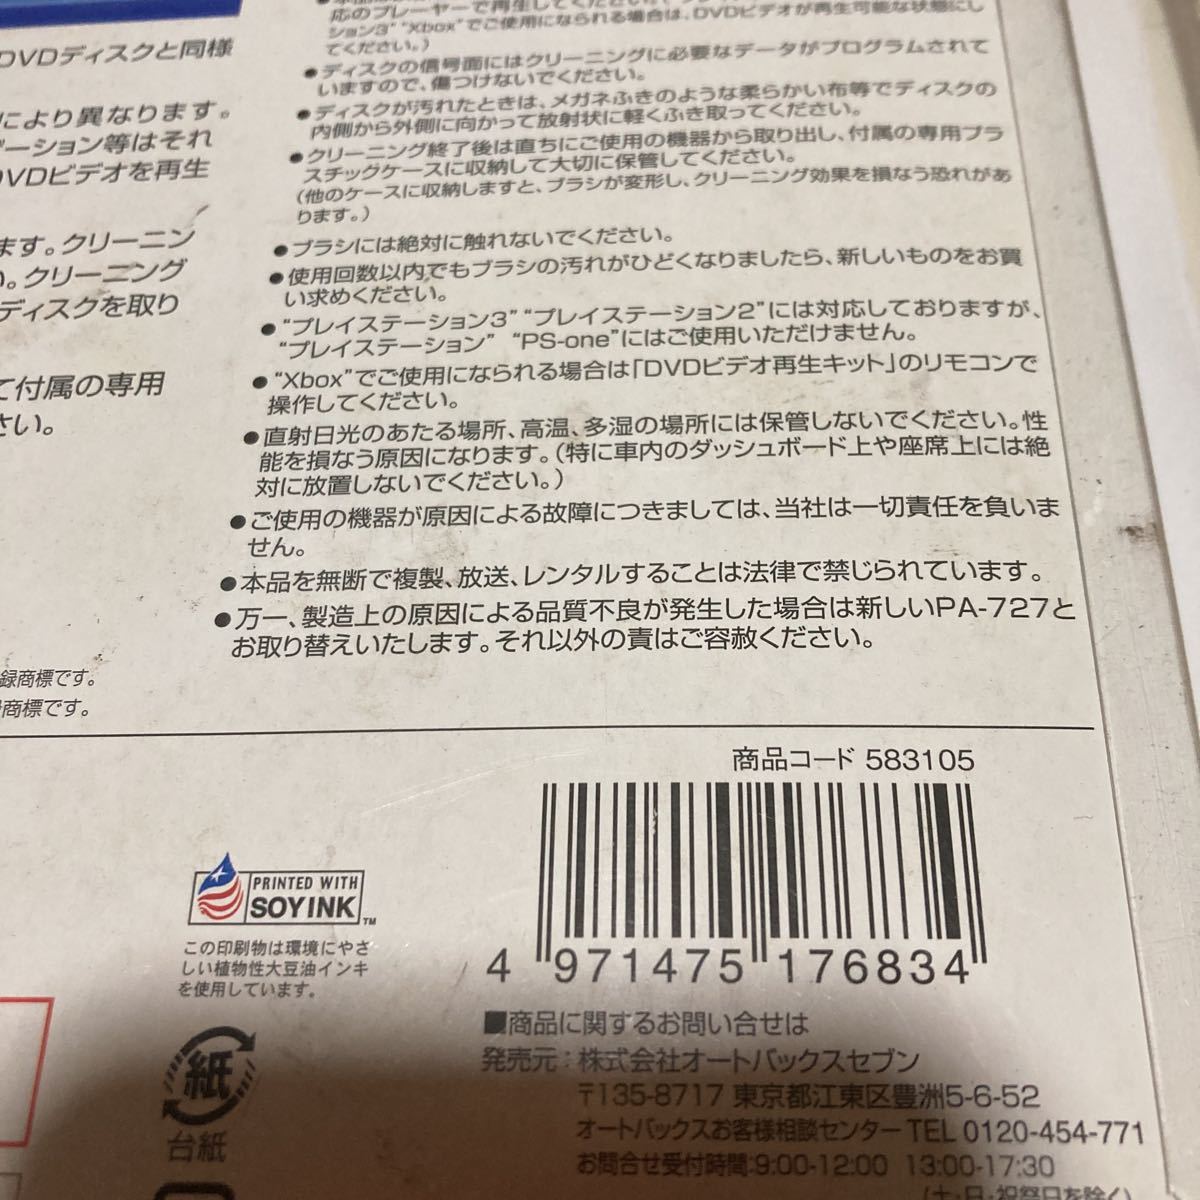 DVDディスクと同様
により異なります。
ーション等はそれ
DVDビデオを再生
ます。クリーニン
い。クリーニング
ディスクを取り
て付属の専用
さい。
録商標です。
商標です。
応のプレーヤーで再生してください。
ション3" "Xbox"でご使用になられる場合は、DVDビデオが再生可能な状態にし
てください。)
●ディスクの信号面にはクリーニングに必要なデータがプログラムされて
いますので、傷つけないでください。
●ディスクが汚れたときは、メガネふきのような柔らかい布等でディスクの
内側から外側に向かって放射状に軽くふき取ってください。
●クリーニング終了後は直ちにご使用の機器から取り出し、付属の専用プラ
スチックケースに収納して大切に保管してください。
(他のケースに収納しますと、ブラシが変形し、クリーニング効果を損なう恐れがあ
ります。)
●ブラシには絶対に触れないでください。
●使用回数以内でもブラシの汚れがひどくなりましたら、新しいものをお買
い求めください。
●"プレイステーション3" "プレイステーション2"には対応しておりますが、
"プレイステーション" "PS-one"にはご使用いただけません。
●"Xbox"でご使用になられる場合は「DVDビデオ再生キット」のリモコンで
操作してください。
●直射日光のあたる場所、高温、多湿の場所には保管しないでください。性
能を損なう原因になります。(特に車内のダッシュボード上や座席上には絶
対に放置しないでください。)
●ご使用の機器が原因による故障につきましては、当社は一切責任を負いま
せん。
●本品を無断で複製、放送、レンタルすることは法律で禁じられています。
●万一、製造上の原因による品質不良が発生した場合は新しいPA-727と
お取り替えいたします。それ以外の責はご容赦ください。
商品コード 583105
4 971475 176834
PRINTED WITH
SOY INK™
この印刷物は環境にやさ
しい植物性大豆油インキ
を使用しています。
紙
台紙
■商品に関するお問い合せは
発売元：株式会社オートバックスセブン
〒135-8717 東京都江東区豊洲5-6-52
オートバックスお客様相談センター TEL 0120-454-771
お問合せ受付時間:9:00-12:00 13:00-17:30
(土・日・祝祭日を除く)